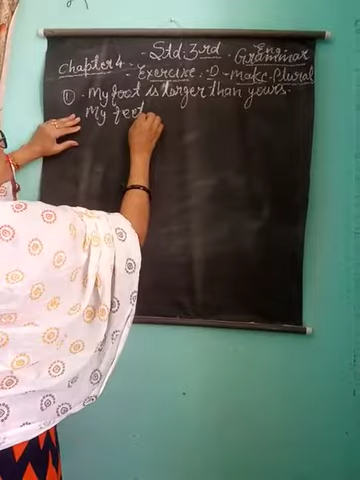 Std. 3rd. Eng.
Chapter 4. Grammar
Exercise. D - Make Plural
① . My foot is larger than yours.
My feet